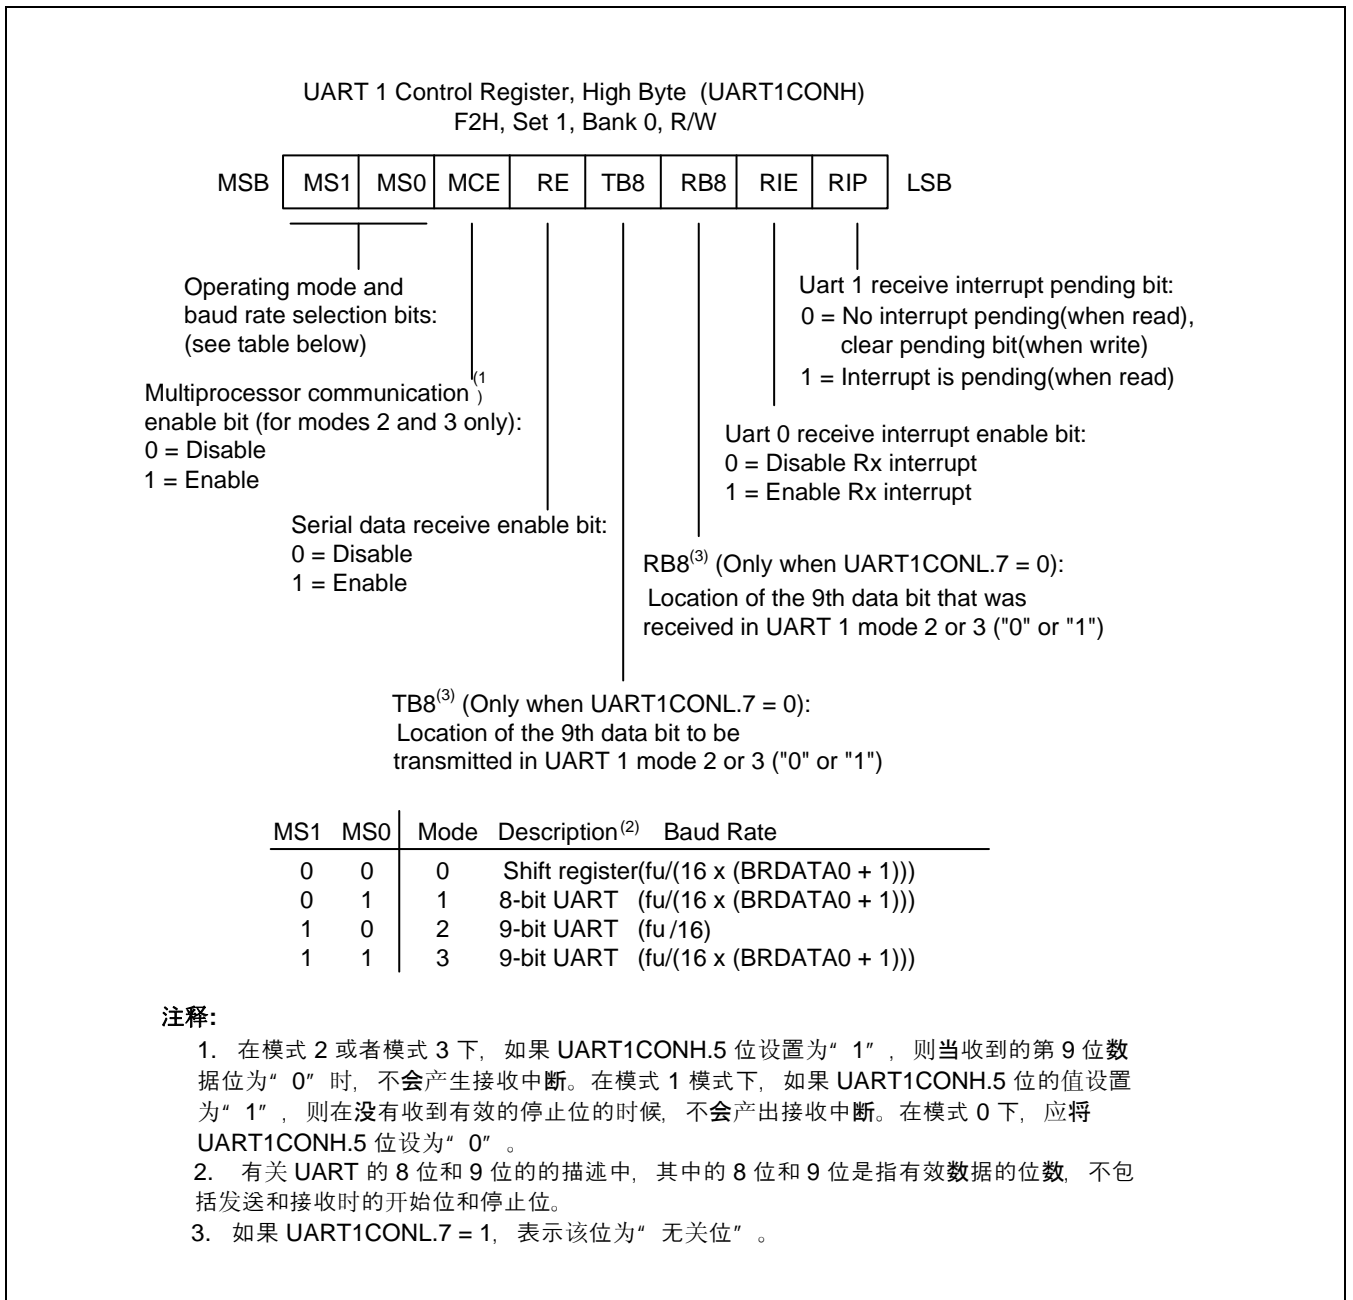 UART 1 Control Register, High Byte (UART1CONH)
F2H, Set 1, Bank 0, R/W
MSB MS1 MS0 MCE RE TB8 RB8 RIE RIP LSB
Operating mode and
baud rate selection bits:
(see table below)
Uart 1 receive interrupt pending bit:
0 = No interrupt pending(when read),
clear pending bit(when write)
1 = Interrupt is pending(when read)
Multiprocessor communication (1)
enable bit (for modes 2 and 3 only):
0 = Disable
1 = Enable
Uart 0 receive interrupt enable bit:
0 = Disable Rx interrupt
1 = Enable Rx interrupt
Serial data receive enable bit:
0 = Disable
1 = Enable
RB8(3) (Only when UART1CONL.7 = 0):
Location of the 9th data bit that was
received in UART 1 mode 2 or 3 ("0" or "1")
TB8(3) (Only when UART1CONL.7 = 0):
Location of the 9th data bit to be
transmitted in UART 1 mode 2 or 3 ("0" or "1")
MS1 MS0 Mode Description(2) Baud Rate
0 0 0 Shift register(fu/(16 x (BRDATA0 + 1)))
0 1 1 8-bit UART (fu/(16 x (BRDATA0 + 1)))
1 0 2 9-bit UART (fu/16)
1 1 3 9-bit UART (fu/(16 x (BRDATA0 + 1)))
注释:
1. 在模式 2 或者模式 3 下, 如果 UART1CONH.5 位设置为“1”, 则当收到的第 9 位数
据位为“0”时, 不会产生接收中断。在模式 1 模式下, 如果 UART1CONH.5 位的值设置
为“1”, 则在没有收到有效的停止位的时候, 不会产出接收中断。在模式 0 下, 应将
UART1CONH.5 位设为“0”。
2. 有关 UART 的 8 位和 9 位的的描述中, 其中的 8 位和 9 位是指有效数据的位数, 不包
括发送和接收时的开始位和停止位。
3. 如果 UART1CONL.7 = 1, 表示该位为“无关位”。